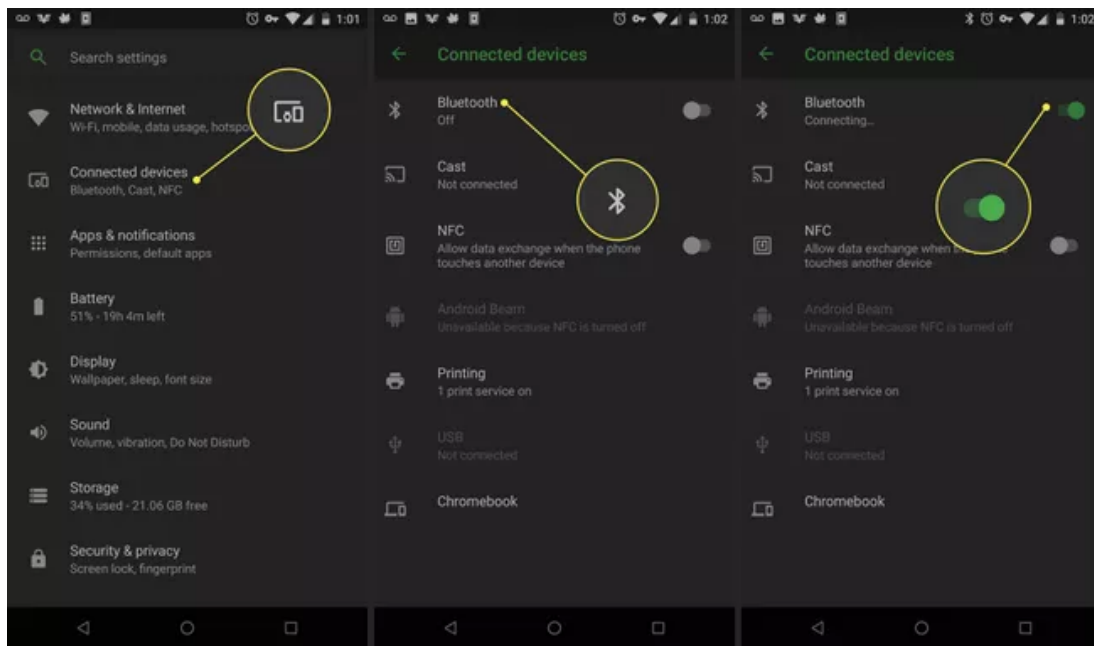 1:01
Search settings
Network & Internet
Wi-Fi, mobile, data usage, hotspo
Connected devices
Bluetooth, Cast, NFC
Apps & notifications
Permissions, default apps
Battery
51% - 19h 4m left
Display
Wallpaper, sleep, font size
Sound
Volume, vibration, Do Not Disturb
Storage
34% used - 21.06 GB free
Security & privacy
Screen lock, fingerprint
1:02
Connected devices
Bluetooth
Off
Cast
Not connected
NFC
Allow data exchange when the phone
touches another device
Android Beam
Unavailable because NFC is turned off
Printing
1 print service on
USB
Not connected
Chromebook
1:02
Connected devices
Bluetooth
Connecting...
Cast
Not connected
NFC
Allow data exchange when
touches another device
Android Beam
Unavailable because NFC is turned off
Printing
1 print service on
USB
Not connected
Chromebook